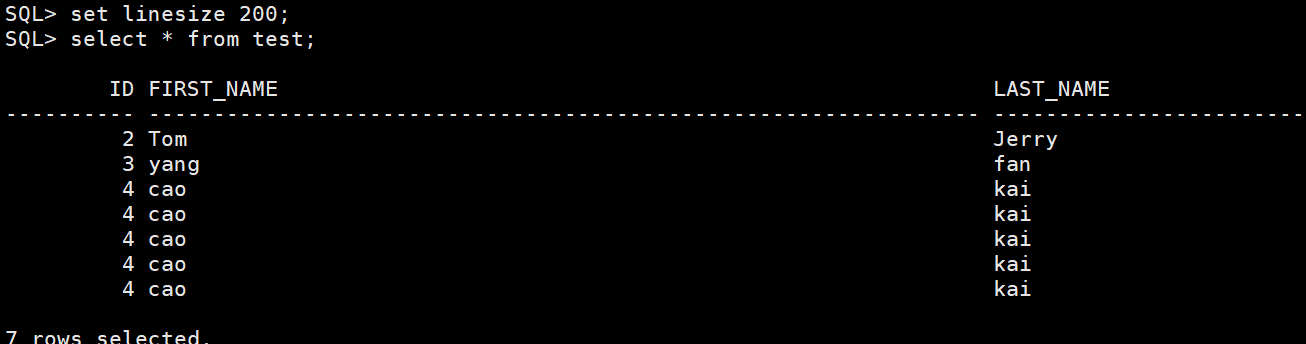 SQL> set linesize 200;
SQL> select * from test;
ID FIRST_NAME LAST_NAME
---------- ---------------------------------------------------------------- ------------------------
2 Tom Jerry
3 yang fan
4 cao kai
4 cao kai
4 cao kai
4 cao kai
4 cao kai
7 rows selected.